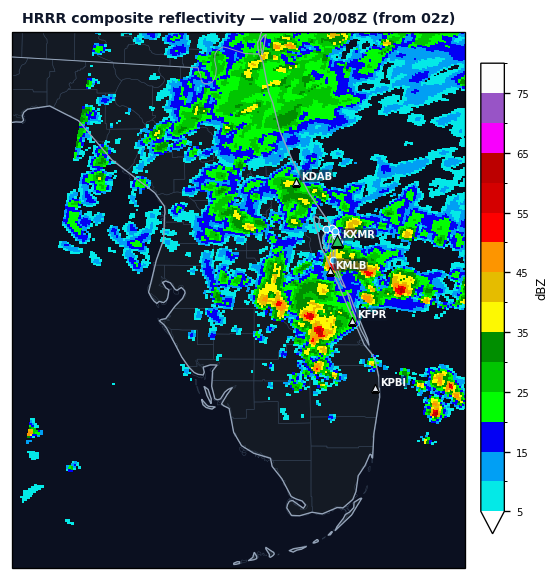 HRRR composite reflectivity — valid 20/08Z (from 02z)
KDAB
KXMR
KMLB
KFPR
KPBI
75
65
55
45
35
25
15
5
dBZ